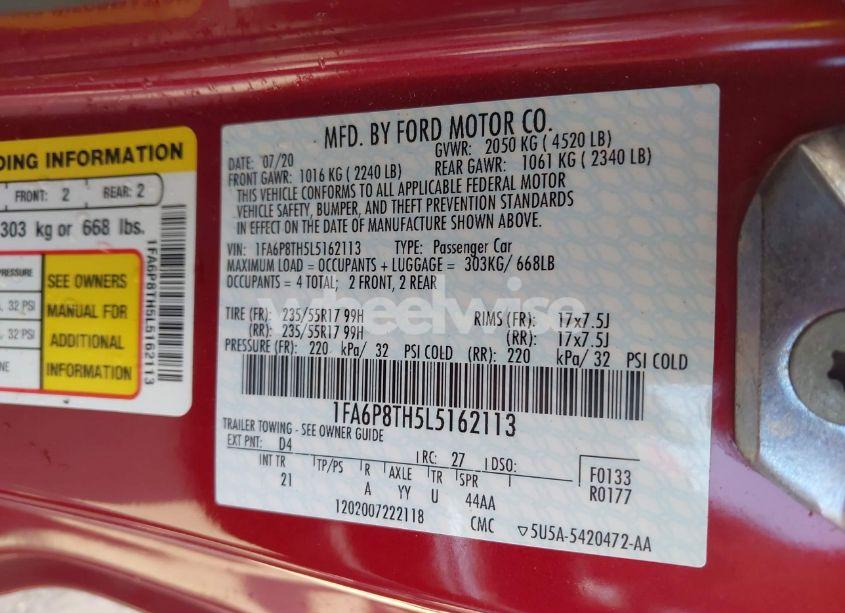 DING INFORMATION
FRONT: 2 REAR: 2
303 kg or 668 lbs.
PRESSURE
32 PSI
32 PSI
SEE OWNERS
MANUAL FOR
ADDITIONAL
INFORMATION
1FA6P8TH5L5162113
MFD. BY FORD MOTOR CO.
DATE: 07/20 GVWR: 2050 KG ( 4520 LB)
FRONT GAWR: 1016 KG ( 2240 LB) REAR GAWR: 1061 KG ( 2340 LB)
THIS VEHICLE CONFORMS TO ALL APPLICABLE FEDERAL MOTOR
VEHICLE SAFETY, BUMPER, AND THEFT PREVENTION STANDARDS
IN EFFECT ON THE DATE OF MANUFACTURE SHOWN ABOVE.
VIN: 1FA6P8TH5L5162113 TYPE: Passenger Car
MAXIMUM LOAD = OCCUPANTS + LUGGAGE = 303KG/ 668LB
OCCUPANTS = 4 TOTAL; 2 FRONT, 2 REAR
wheelwise
TIRE (FR): 235/55R17 99H RIMS (FR): 17x7.5J
(RR): 235/55R17 99H (RR): 17x7.5J
PRESSURE (FR): 220 kPa/ 32 PSI COLD (RR): 220 kPa/ 32 PSI COLD
1FA6P8TH5L5162113
TRAILER TOWING - SEE OWNER GUIDE
EXT PNT: D4 RC: 27 DSO: F0133
INT TR TP/PS R AXLE TR SPR R0177
21 A YY U 44AA
1202007222118 CMC ▽5U5A-5420472-AA